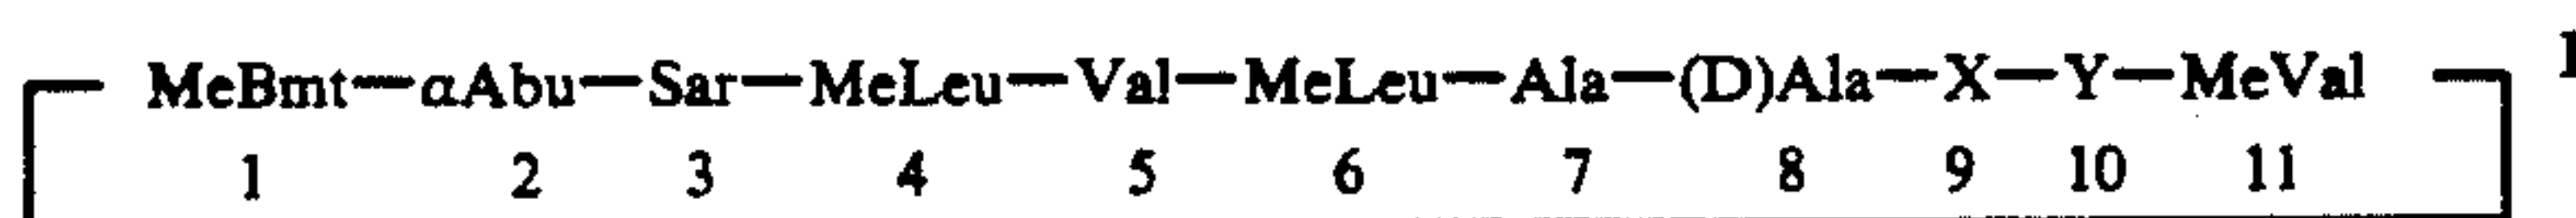 MeBmt—αAbu—Sar—MeLeu—Val—MeLeu—Ala—(D)Ala—X—Y—MeVal
1 2 3 4 5 6 7 8 9 10 11